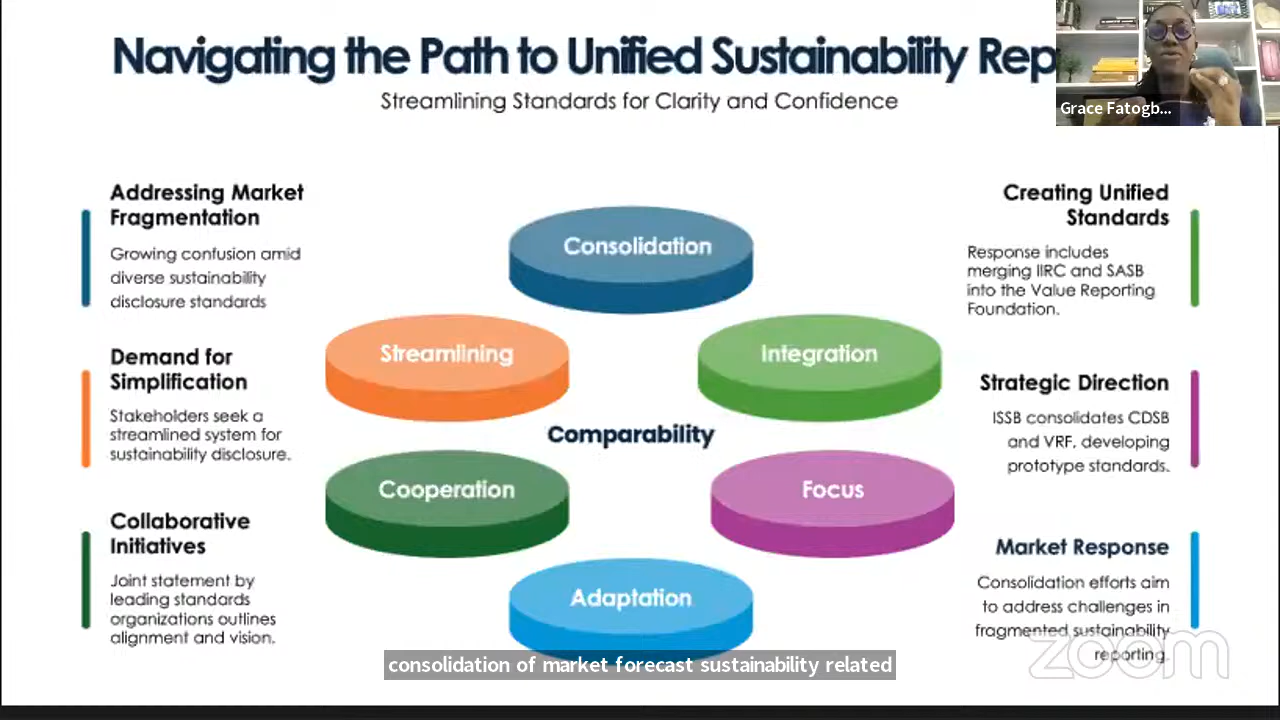 Navigating the Path to Unified Sustainability Rep
Streamlining Standards for Clarity and Confidence
Grace Fatogb...
Addressing Market
Fragmentation
Growing confusion amid
diverse sustainability
disclosure standards
Demand for
Simplification
Stakeholders seek a
streamlined system for
sustainability disclosure.
Collaborative
Initiatives
Joint statement by
leading standards
organizations outlines
alignment and vision.
Consolidation
Streamlining
Integration
Comparability
Cooperation
Focus
Adaptation
Creating Unified
Standards
Response includes
merging IIRC and SASB
into the Value Reporting
Foundation.
Strategic Direction
ISSB consolidates CDSB
and VRF, developing
prototype standards.
Market Response
Consolidation efforts aim
to address challenges in
fragmented sustainability
reporting.
zoom
consolidation of market forecast sustainability related